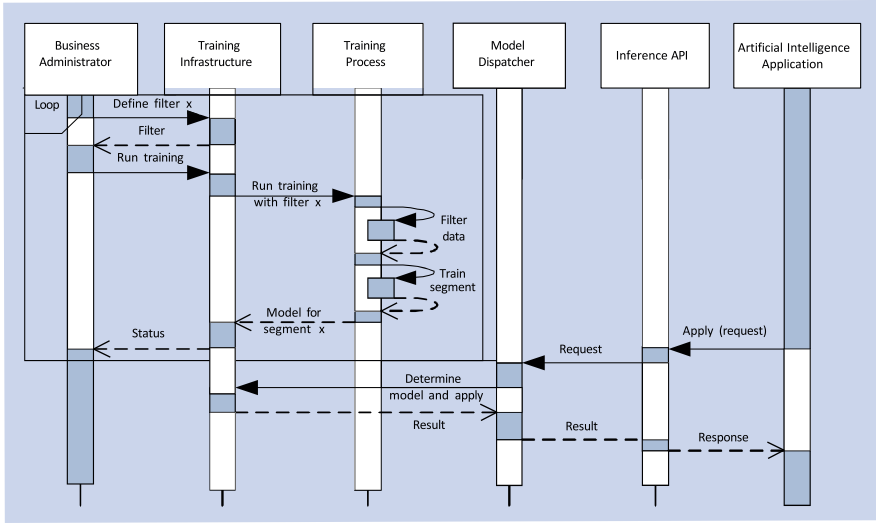 Business
Administrator
Training
Infrastructure
Training
Process
Model
Dispatcher
Inference API
Artificial Intelligence
Application
Loop
Define filter x
Filter
Run training
Run training
with filter x
Filter
data
Train
segment
Model for
segment x
Status
Apply (request)
Request
Determine
model and apply
Result
Result
Response